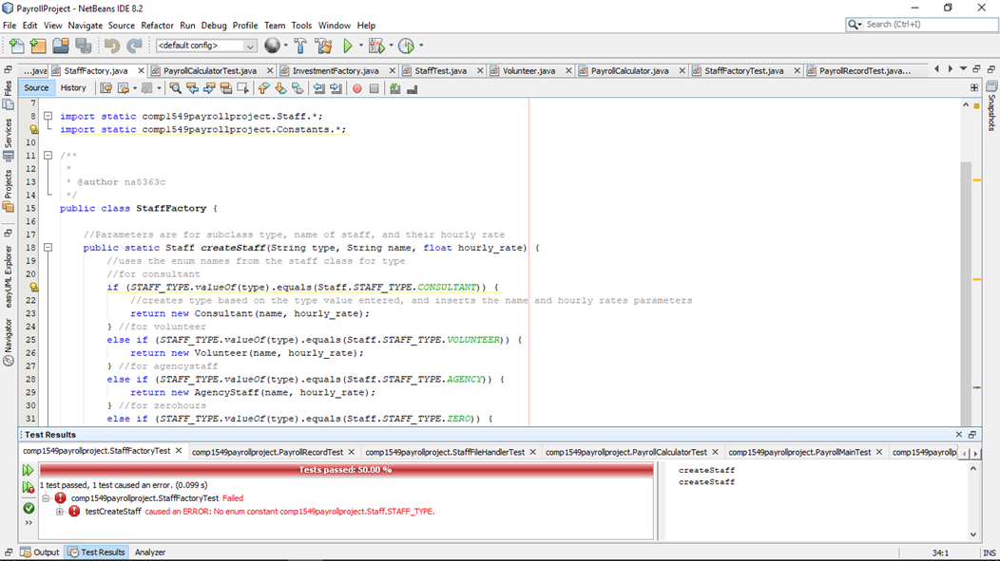 PayrollProject - NetBeans IDE 8.2
File Edit View Navigate Source Refactor Run Debug Profile Team Tools Window Help
Search (Ctrl+I)
<default config>
...java StaffFactory.java PayrollCalculatorTest.java InvestmentFactory.java StaffTest.java Volunteer.java PayrollCalculator.java StaffFactoryTest.java PayrollRecordTest.java...
Source History
Files
Services
Projects
easyUML Explorer
Navigator
Snapshots
7
8 import static comp1549payrollproject.Staff.*;
import static comp1549payrollproject.Constants.*;
10
11 /**
12 *
13 * @author na8363c
14 */
15 public class StaffFactory {
16
17 //Parameters are for subclass type, name of staff, and their hourly rate
18 public static Staff createStaff(String type, String name, float hourly_rate) {
19 //uses the enum names from the staff class for type
20 //for consultant
if (STAFF_TYPE.valueOf(type).equals(Staff.STAFF_TYPE.CONSULTANT)) {
22 //creates type based on the type value entered, and inserts the name and hourly rates parameters
23 return new Consultant(name, hourly_rate);
24 } //for volunteer
25 else if (STAFF_TYPE.valueOf(type).equals(Staff.STAFF_TYPE.VOLUNTEER)) {
26 return new Volunteer(name, hourly_rate);
27 } //for agencystaff
28 else if (STAFF_TYPE.valueOf(type).equals(Staff.STAFF_TYPE.AGENCY)) {
29 return new AgencyStaff(name, hourly_rate);
30 } //for zerohours
31 else if (STAFF_TYPE.valueOf(type).equals(Staff.STAFF_TYPE.ZERO)) {
Test Results
comp1549payrollproject.StaffFactoryTest comp1549payrollproject.PayrollRecordTest comp1549payrollproject.StaffFileHandlerTest comp1549payrollproject.PayrollCalculatorTest comp1549payrollproject.PayrollMainTest comp1549payrollp
Tests passed: 50.00 %
1 test passed, 1 test caused an error. (0.099 s)
comp1549payrollproject.StaffFactoryTest Failed
testCreateStaff caused an ERROR: No enum constant comp1549payrollproject.Staff.STAFF_TYPE.
createStaff
createStaff
Output Test Results Analyzer
34:1 INS